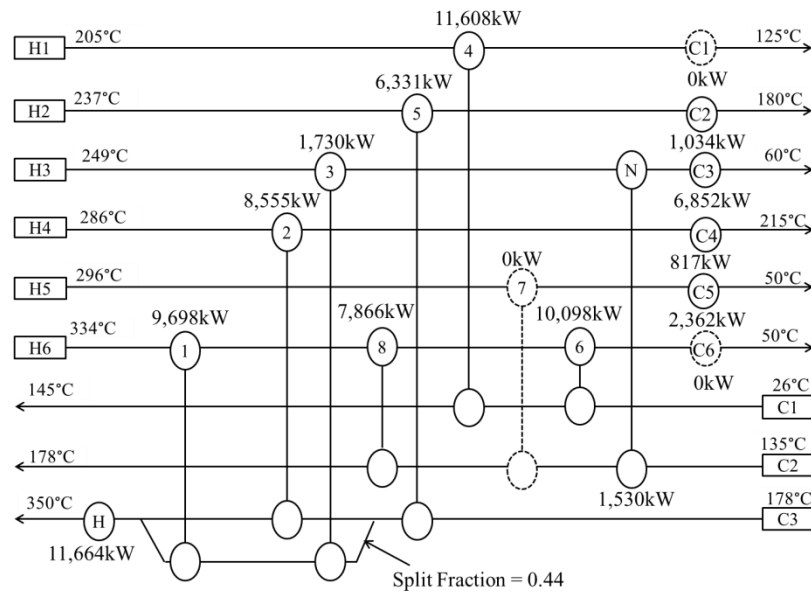 11,608kW
H1 205°C 4 C1 125°C
0kW
6,331kW
H2 237°C 5 C2 180°C
1,730kW 1,034kW
H3 249°C 3 N C3 60°C
8,555kW 6,852kW
H4 286°C 2 C4 215°C
0kW 817kW
H5 296°C 7 C5 50°C
9,698kW 7,866kW 10,098kW 2,362kW
H6 334°C 1 8 6 C6 50°C
0kW
145°C 26°C C1
178°C 135°C C2
1,530kW
350°C H 178°C C3
11,664kW
Split Fraction = 0.44